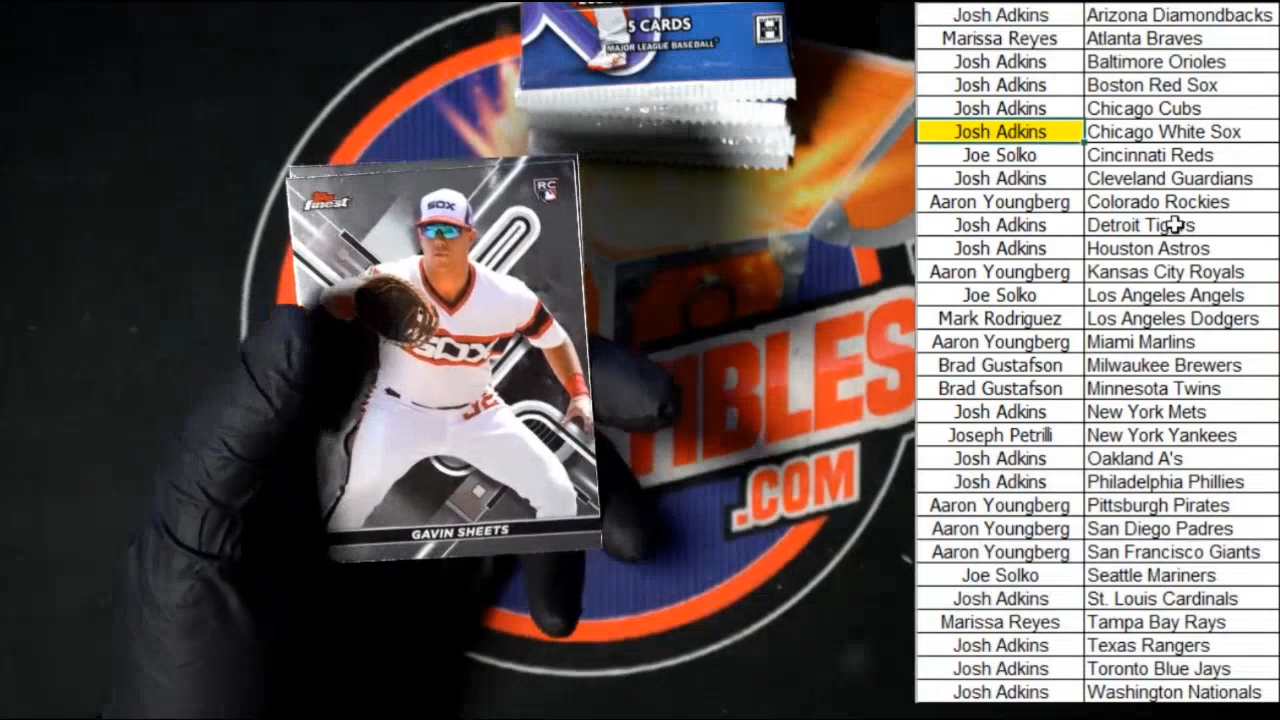 5 CARDS
MAJOR LEAGUE BASEBALL
Topps
finest
RC
SOX
SOX
GAVIN SHEETS
TIBLES
.COM
Josh Adkins Arizona Diamondbacks
Marissa Reyes Atlanta Braves
Josh Adkins Baltimore Orioles
Josh Adkins Boston Red Sox
Josh Adkins Chicago Cubs
Josh Adkins Chicago White Sox
Joe Solko Cincinnati Reds
Josh Adkins Cleveland Guardians
Aaron Youngberg Colorado Rockies
Josh Adkins Detroit Tigers
Josh Adkins Houston Astros
Aaron Youngberg Kansas City Royals
Joe Solko Los Angeles Angels
Mark Rodriguez Los Angeles Dodgers
Aaron Youngberg Miami Marlins
Brad Gustafson Milwaukee Brewers
Brad Gustafson Minnesota Twins
Josh Adkins New York Mets
Joseph Petrilli New York Yankees
Josh Adkins Oakland A's
Josh Adkins Philadelphia Phillies
Aaron Youngberg Pittsburgh Pirates
Aaron Youngberg San Diego Padres
Aaron Youngberg San Francisco Giants
Joe Solko Seattle Mariners
Josh Adkins St. Louis Cardinals
Marissa Reyes Tampa Bay Rays
Josh Adkins Texas Rangers
Josh Adkins Toronto Blue Jays
Josh Adkins Washington Nationals